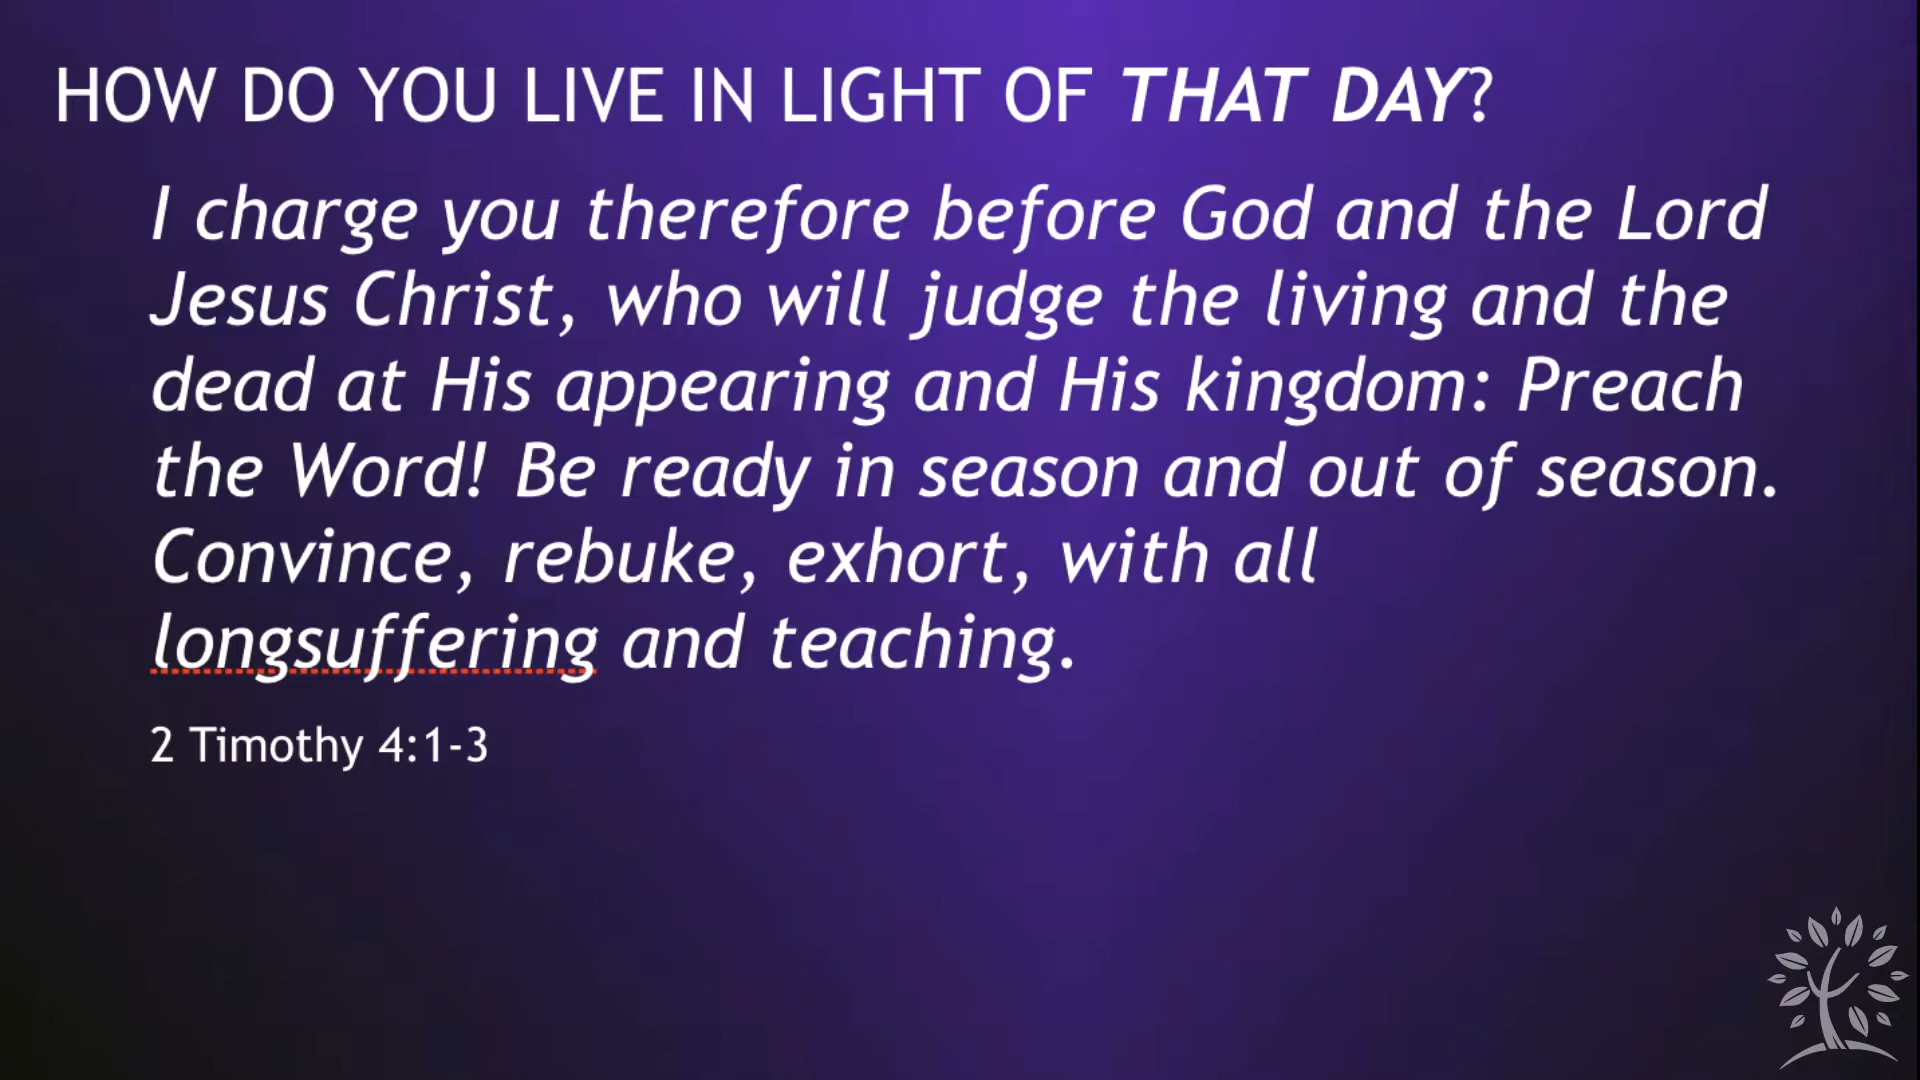 HOW DO YOU LIVE IN LIGHT OF THAT DAY?
I charge you therefore before God and the Lord
Jesus Christ, who will judge the living and the
dead at His appearing and His kingdom: Preach
the Word! Be ready in season and out of season.
Convince, rebuke, exhort, with all
longsuffering and teaching.
2 Timothy 4:1-3